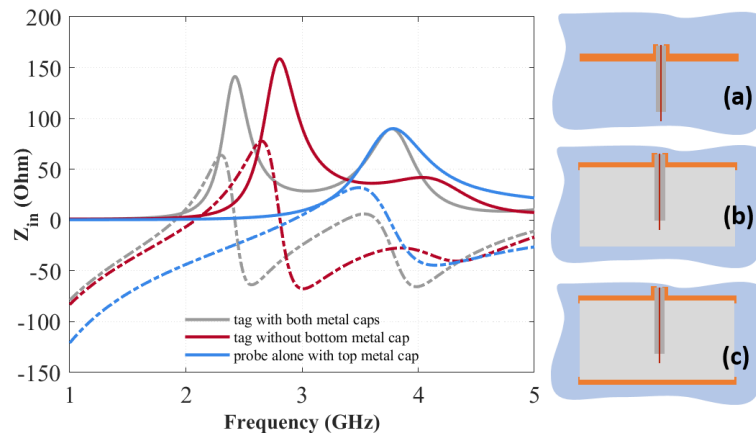 200
150
100
50
0
-50
-100
-150
Z_in (Ohm)
tag with both metal caps
tag without bottom metal cap
probe alone with top metal cap
1 2 3 4 5
Frequency (GHz)
(a)
(b)
(c)